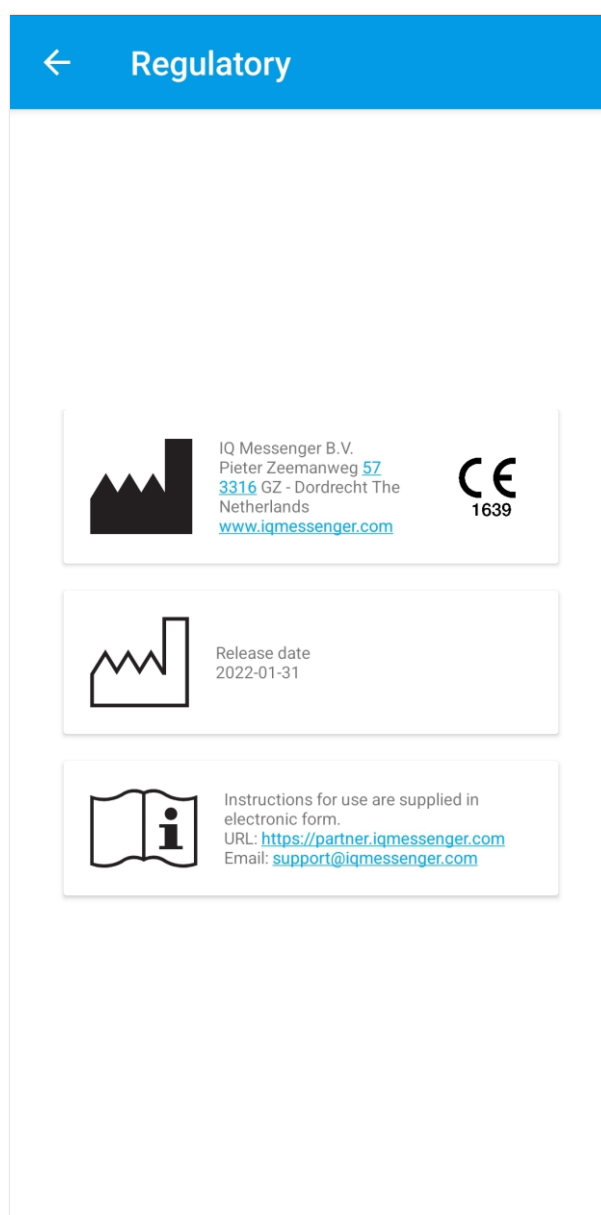 Regulatory
IQ Messenger B.V.
Pieter Zeemanweg 57
3316 GZ - Dordrecht The
Netherlands
www.iqmessenger.com
CE
1639
Release date
2022-01-31
i
Instructions for use are supplied in
electronic form.
URL: https://partner.iqmessenger.com
Email: support@iqmessenger.com